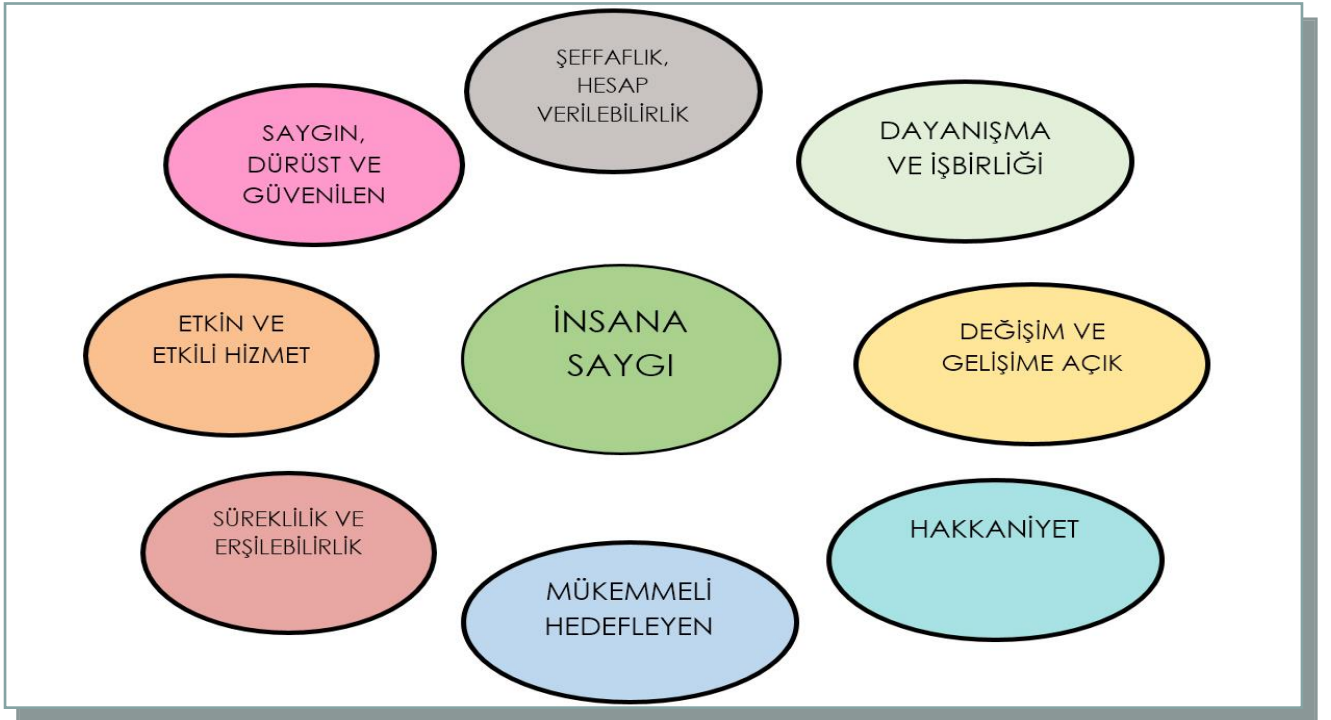 ŞEFFAFLIK,
HESAP
VERİLEBİLİRLİK
SAYGIN,
DÜRÜST VE
GÜVENİLEN
DAYANIŞMA
VE İŞBİRLİĞİ
ETKİN VE
ETKİLİ HİZMET
İNSANA
SAYGI
DEĞİŞİM VE
GELİŞİME AÇIK
SÜREKLİLİK VE
ERŞİLEBİLİRLİK
MÜKEMMELİ
HEDEFLEYEN
HAKKANİYET